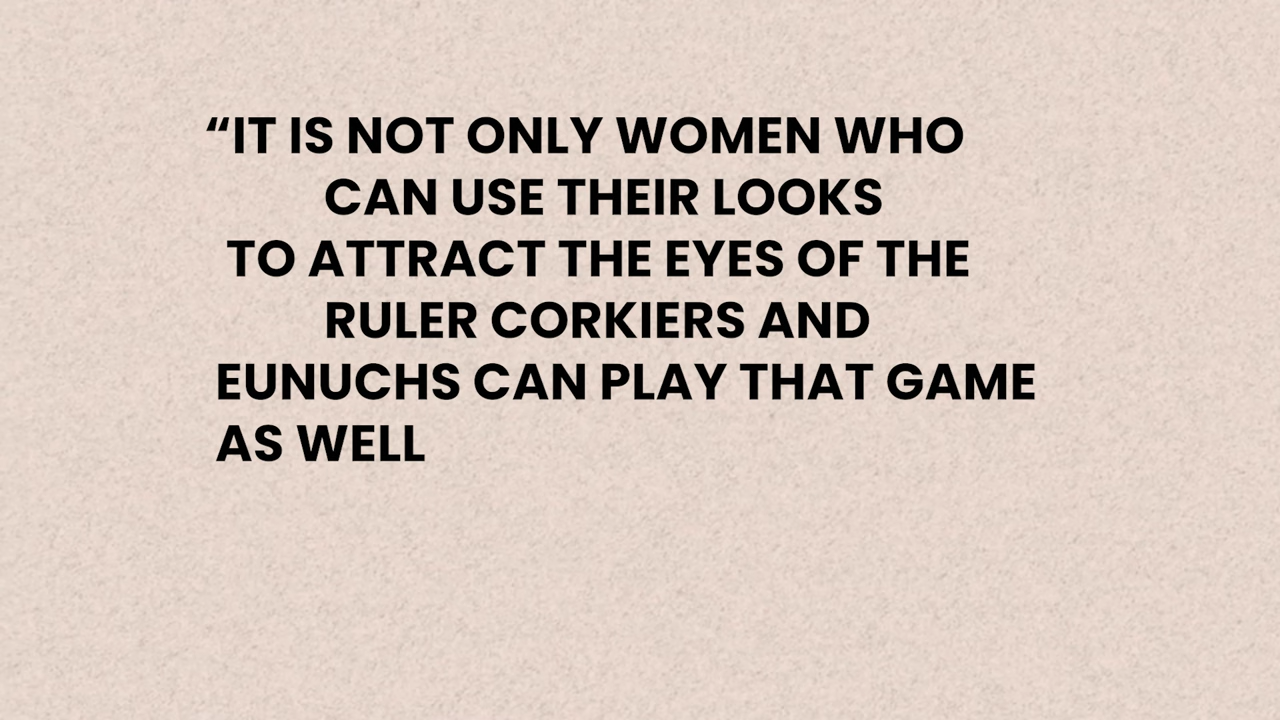 “IT IS NOT ONLY WOMEN WHO
CAN USE THEIR LOOKS
TO ATTRACT THE EYES OF THE
RULER CORKIERS AND
EUNUCHS CAN PLAY THAT GAME
AS WELL